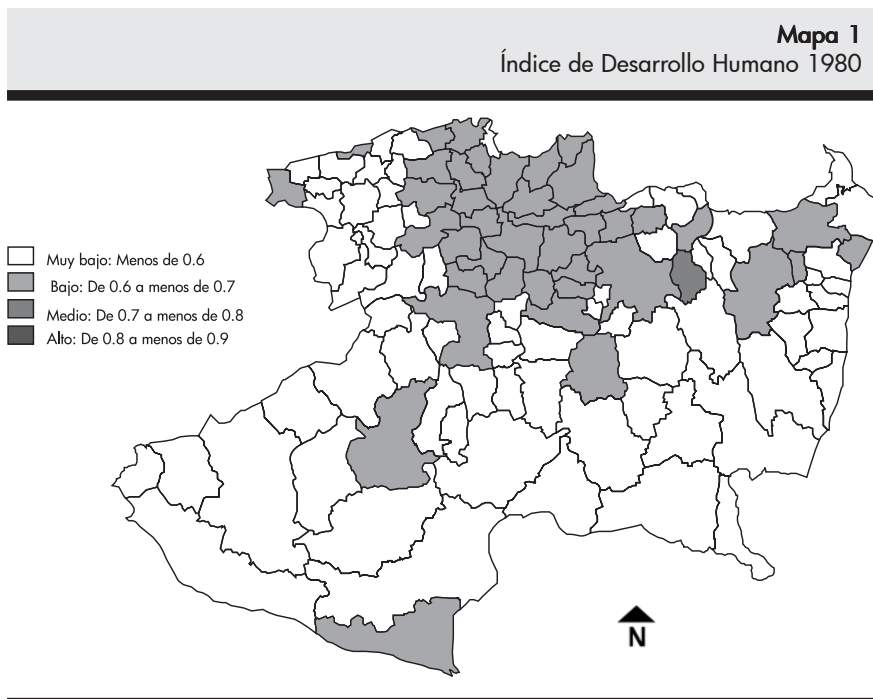 Mapa 1
Índice de Desarrollo Humano 1980
Muy bajo: Menos de 0.6
Bajo: De 0.6 a menos de 0.7
Medio: De 0.7 a menos de 0.8
Alto: De 0.8 a menos de 0.9
N